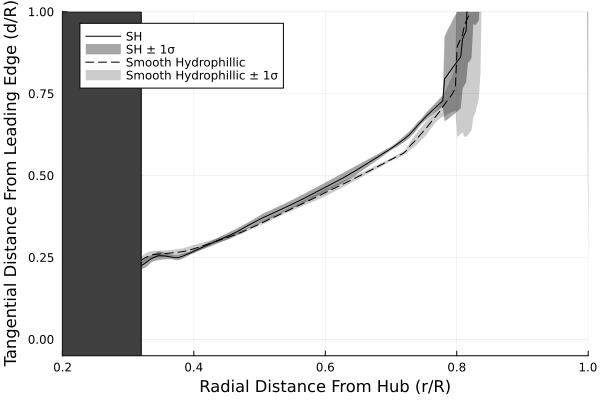 Tangential Distance From Leading Edge (d/R)
1.00
0.75
0.50
0.25
0.00
SH
SH ± 1σ
Smooth Hydrophillic
Smooth Hydrophillic ± 1σ
0.2 0.4 0.6 0.8 1.0
Radial Distance From Hub (r/R)